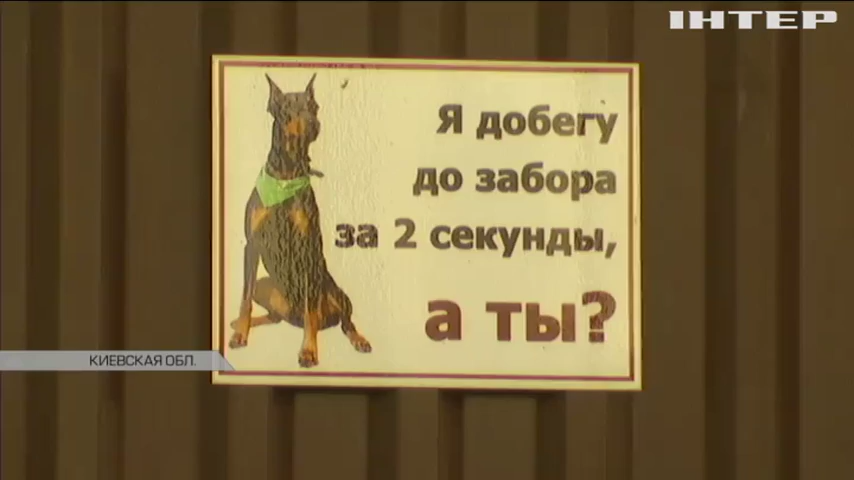 ІНТЕР
Я добегу
до забора
за 2 секунды,
а ты?
КИЕВСКАЯ ОБЛ.